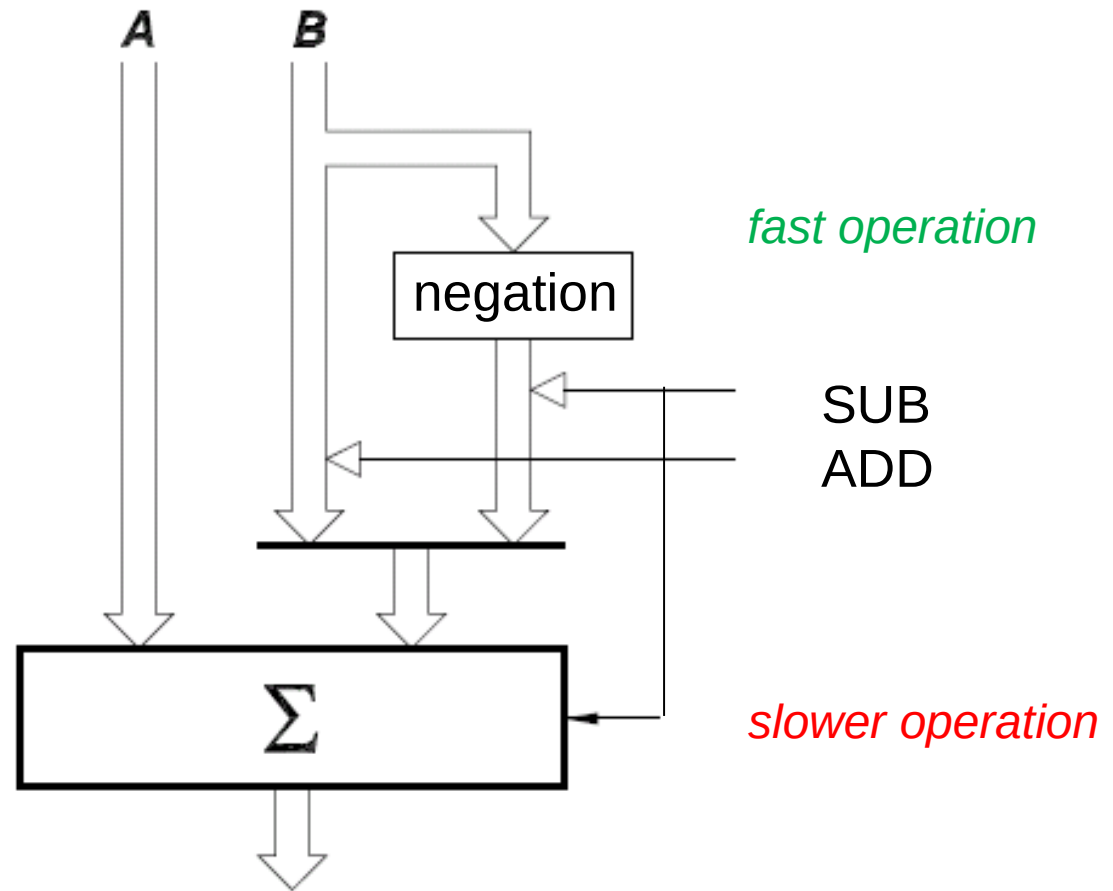 A B
fast operation
negation
SUB
ADD
Σ
slower operation